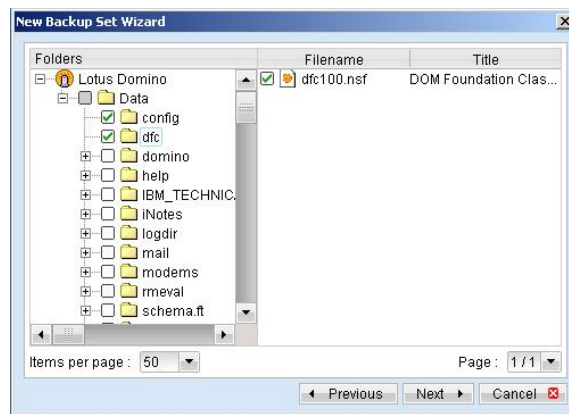 New Backup Set Wizard
Folders
Filename
Title
Lotus Domino
Data
config
dfc
domino
help
IBM_TECHNIC
iNotes
logdir
mail
modems
rmeval
schema.ft
dfc100.nsf
DOM Foundation Clas...
Items per page : 50
Page : 1 / 1
Previous
Next
Cancel